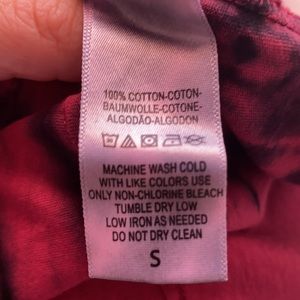 100% COTTON-COTON-
BAUMWOLLE-COTONE-
ALGODÃO-ALGODON
MACHINE WASH COLD
WITH LIKE COLORS USE
ONLY NON-CHLORINE BLEACH
TUMBLE DRY LOW
LOW IRON AS NEEDED
DO NOT DRY CLEAN
S